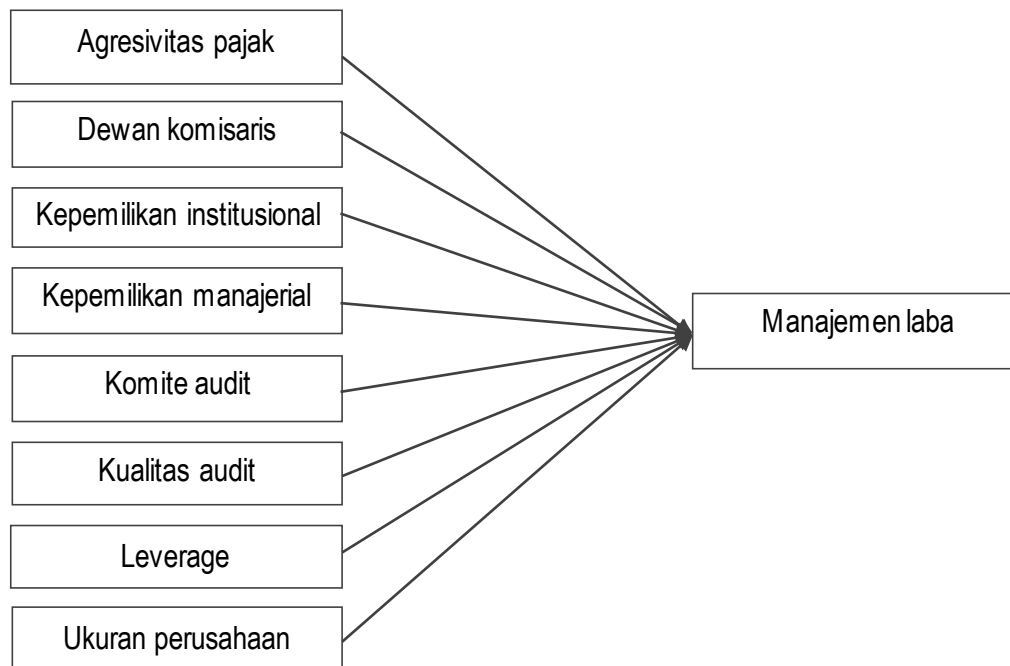 Agresivitas pajak
Dewan komisaris
Kepemilikan institusional
Kepemilikan manajerial
Manajemen laba
Komite audit
Kualitas audit
Leverage
Ukuran perusahaan